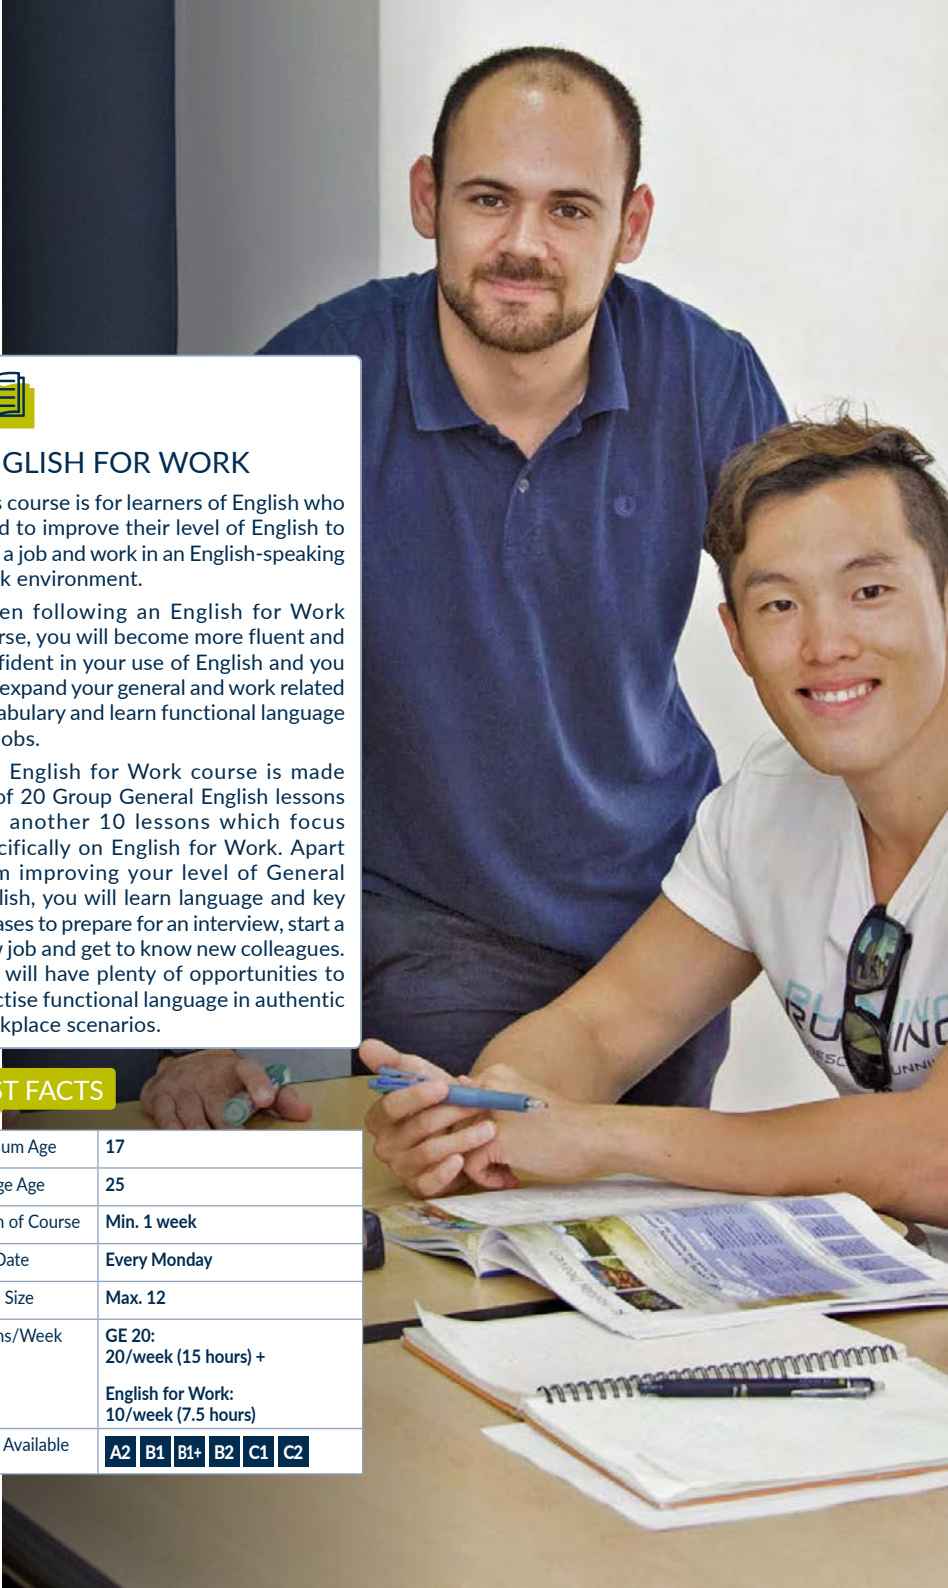 GLISH FOR WORK
s course is for learners of English who
d to improve their level of English to
a job and work in an English-speaking
k environment.
en following an English for Work
rse, you will become more fluent and
fident in your use of English and you
expand your general and work related
abulary and learn functional language
obs.
English for Work course is made
of 20 Group General English lessons
another 10 lessons which focus
cifically on English for Work. Apart
m improving your level of General
lish, you will learn language and key
ases to prepare for an interview, start a
w job and get to know new colleagues.
will have plenty of opportunities to
ctise functional language in authentic
kplace scenarios.
ST FACTS
um Age 17
ge Age 25
n of Course Min. 1 week
Date Every Monday
Size Max. 12
ns/Week GE 20:
20/week (15 hours) +
English for Work:
10/week (7.5 hours)
Available A2 B1 B1+ B2 C1 C2